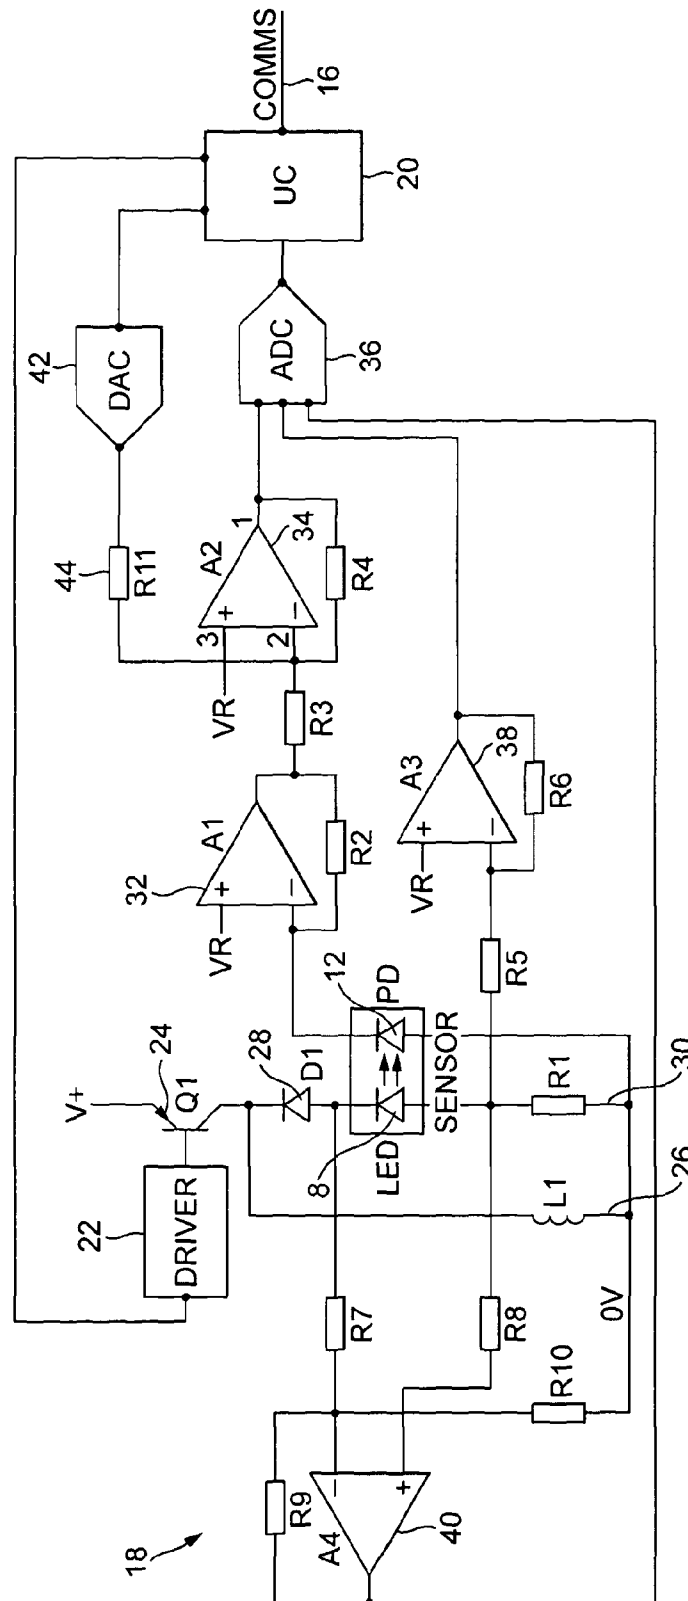 COMMS
16
UC
20
42
DAC
ADC
36
44
R11
A2
1
34
3
+
2
−
R4
VR
R3
A1
32
+
−
R2
VR
A3
38
+
−
R6
VR
R5
V+
24
Q1
22
DRIVER
28
D1
12
PD
SENSOR
LED
8
R1
30
L1
26
0V
R7
R8
R10
R9
−
+
A4
40
18